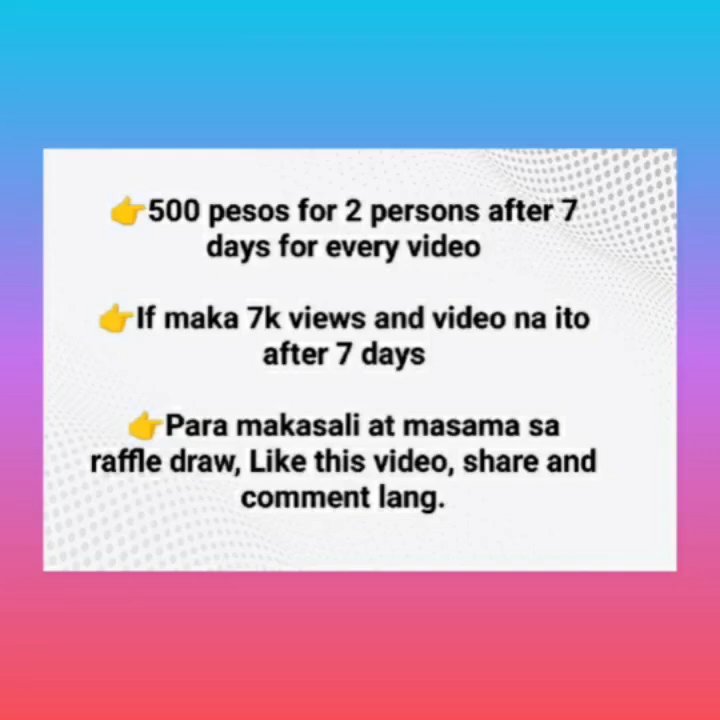 👉500 pesos for 2 persons after 7
days for every video
👉If maka 7k views and video na ito
after 7 days
👉Para makasali at masama sa
raffle draw, Like this video, share and
comment lang.